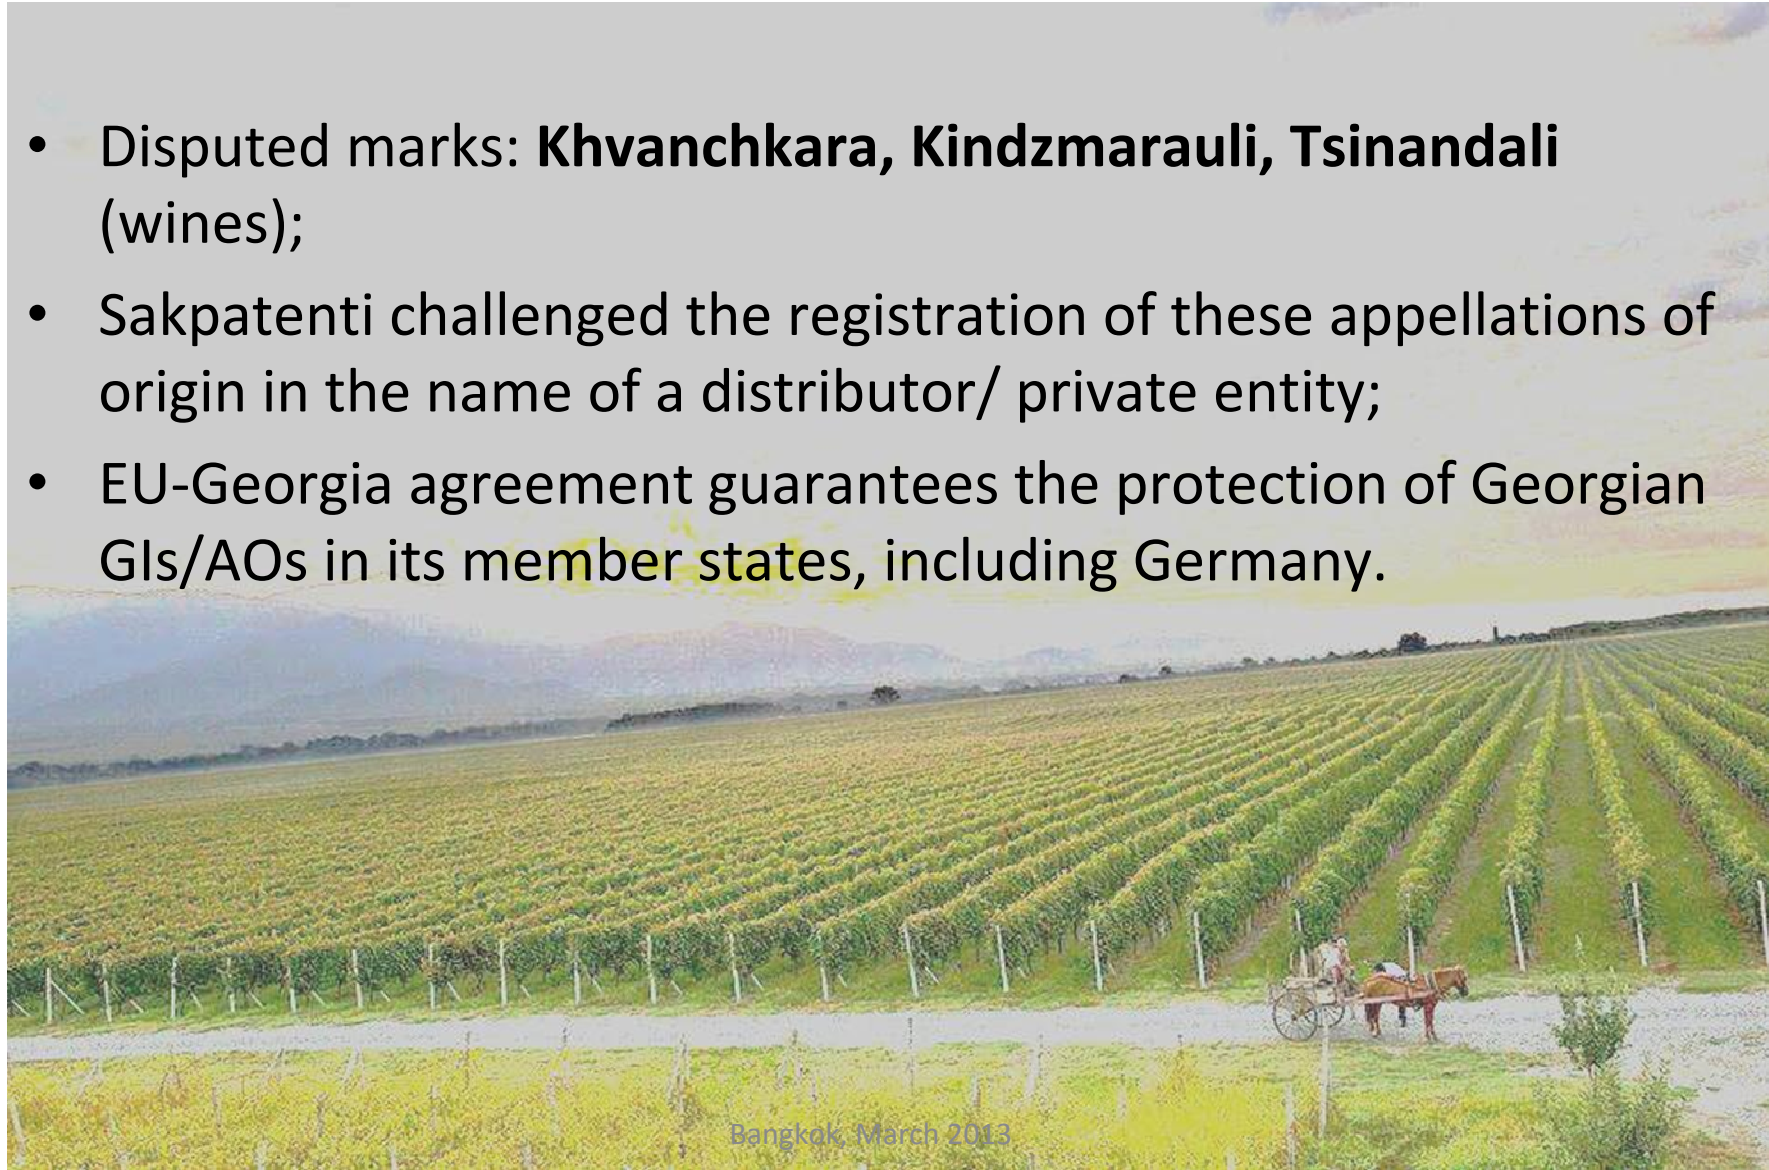 • Disputed marks: Khvanchkara, Kindzmarauli, Tsinandali
(wines);
• Sakpatenti challenged the registration of these appellations of
origin in the name of a distributor/ private entity;
• EU-Georgia agreement guarantees the protection of Georgian
GIs/AOs in its member states, including Germany.
Bangkok, March 2013